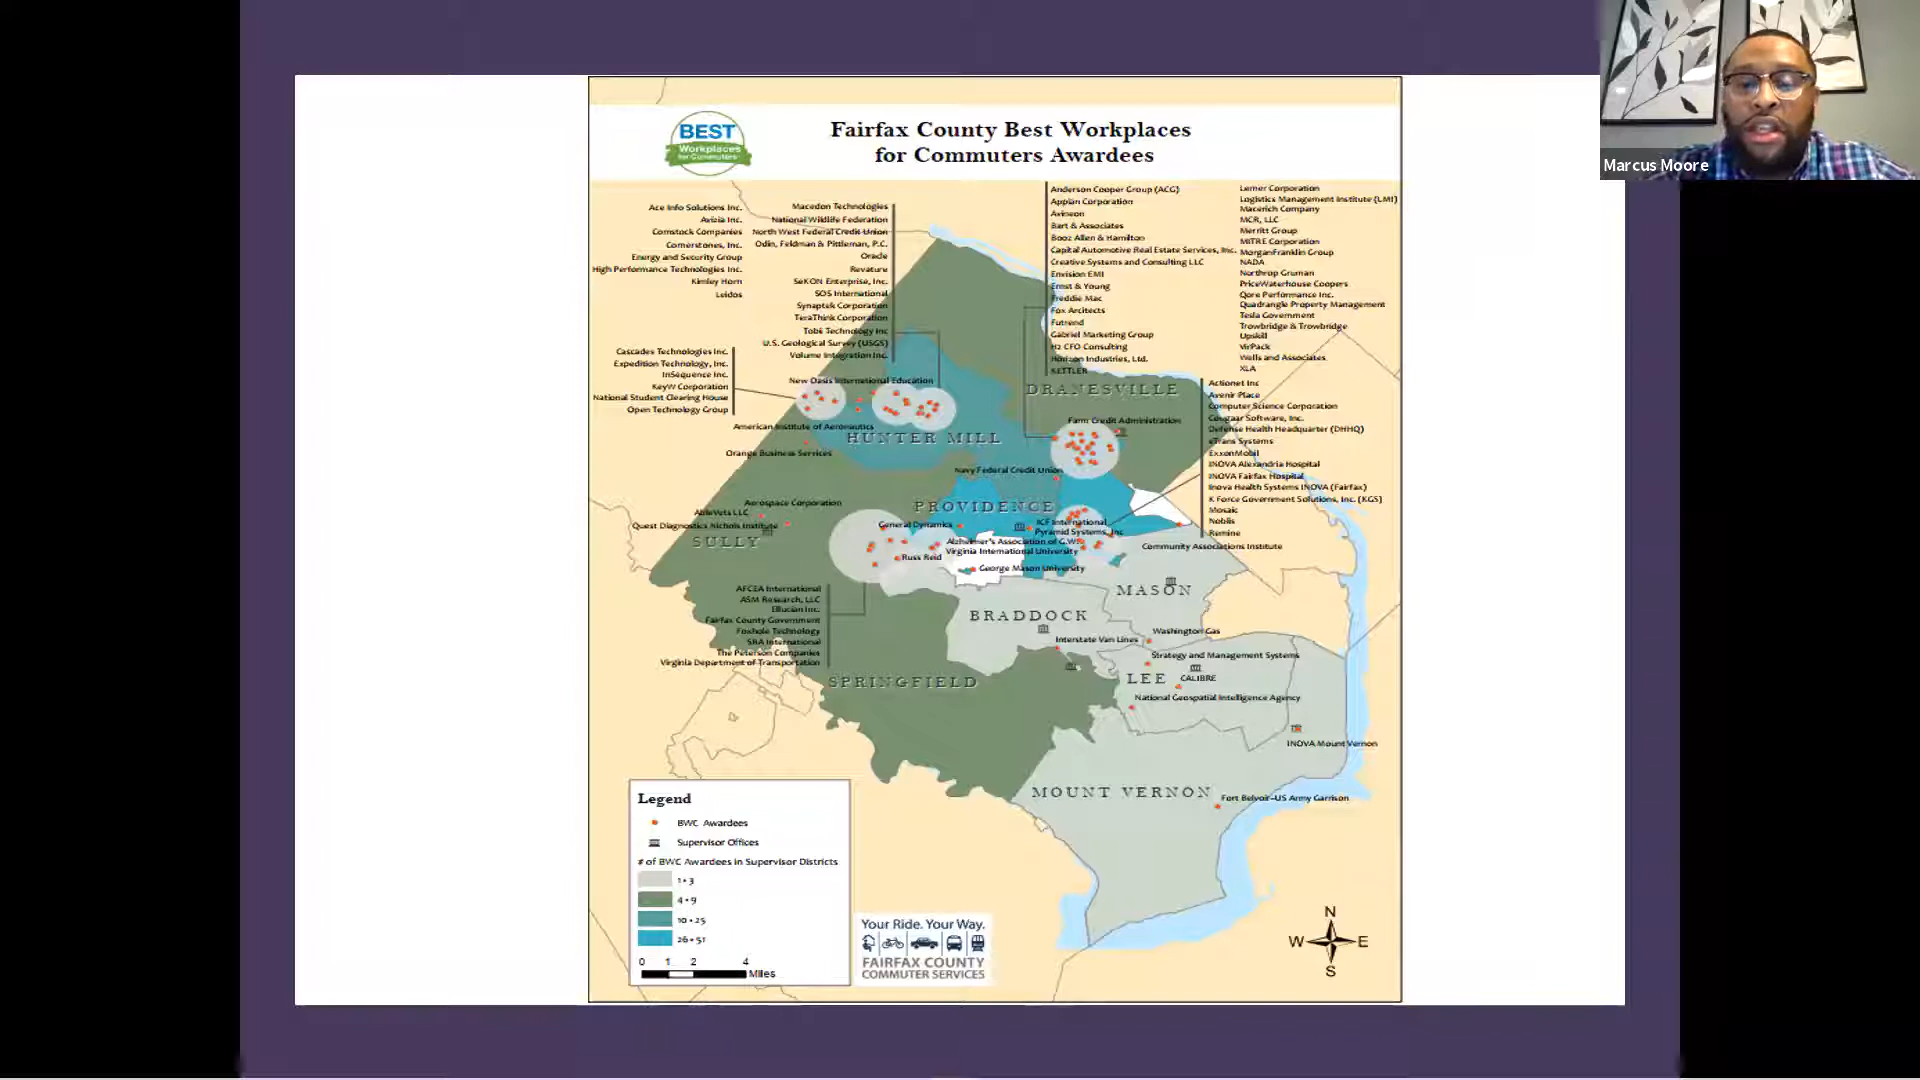 Marcus Moore
BEST
Workplaces
for Commuters
Fairfax County Best Workplaces
for Commuters Awardees
Ace Info Solutions Inc.
Avizia Inc.
Comstock Companies
Cornerstones, Inc.
Energy and Security Group
High Performance Technologies Inc.
Kimley Horn
Leidos
Macedon Technologies
National Wildlife Federation
North West Federal Credit Union
Odin, Feldman & Pittleman, P.C.
Oracle
Revature
SeKON Enterprise, Inc.
SOS International
Synaptek Corporation
TeraThink Corporation
Tobii Technology Inc
U.S. Geological Survey (USGS)
Volume Integration Inc.
Anderson Cooper Group (ACG)
Appian Corporation
Avineon
Bart & Associates
Booz Allen & Hamilton
Capital Automotive Real Estate Services, Inc.
Creative Systems and Consulting LLC
Envision EMI
Ernst & Young
Freddie Mac
Fox Arcitects
Futrend
Gabriel Marketing Group
H2 CFO Consulting
Horizon Industries, Ltd.
KETTLER
Lerner Corporation
Logistics Management Institute (LMI)
Macerich Company
MCR, LLC
Merritt Group
MITRE Corporation
MorganFranklin Group
NADA
Northrop Gruman
PriceWaterhouse Coopers
Qore Performance Inc.
Quadrangle Property Management
Tesla Government
Trowbridge & Trowbridge
Upskill
VirPack
Wells and Associates
XLA
Cascades Technologies Inc.
Expedition Technology, Inc.
InSequence Inc.
KeyW Corporation
National Student Clearing House
Open Technology Group
New Oasis International Education
American Institute of Aeronautics
HUNTER MILL
Orange Business Services
DRANESVILLE
Farm Credit Administration
Navy Federal Credit Union
Actionet Inc
Avenir Place
Computer Science Corporation
Cougaar Software, Inc.
Defense Health Headquarter (DHHQ)
eTrans Systems
ExxonMobil
INOVA Alexandria Hospital
INOVA Fairfax Hospital
Inova Health Systems INOVA (Fairfax)
K Force Government Solutions, Inc. (KGS)
Mosaic
Noblis
Remine
Aerospace Corporation
AbleVets LLC
Quest Diagnostics Nichols Institute
SULLY
PROVIDENCE
General Dynamics
ICF International
Pyramid Systems, Inc
Alzheimer's Association of G.W.
Virginia International University
Russ Reid
George Mason University
Community Associations Institute
MASON
AFCEA International
ASM Research, LLC
Ellucian Inc.
Fairfax County Government
Foxhole Technology
SRA International
The Peterson Companies
Virginia Department of Transportation
BRADDOCK
Interstate Van Lines
Washington Gas
Strategy and Management Systems
LEE
CALIBRE
National Geospatial Intelligence Agency
SPRINGFIELD
INOVA Mount Vernon
MOUNT VERNON
Fort Belvoir-US Army Garrison
Legend
BWC Awardees
Supervisor Offices
# of BWC Awardees in Supervisor Districts
1 - 3
4 - 9
10 - 25
26 - 51
0 1 2 4
Miles
Your Ride. Your Way.
FAIRFAX COUNTY
COMMUTER SERVICES
N
W E
S